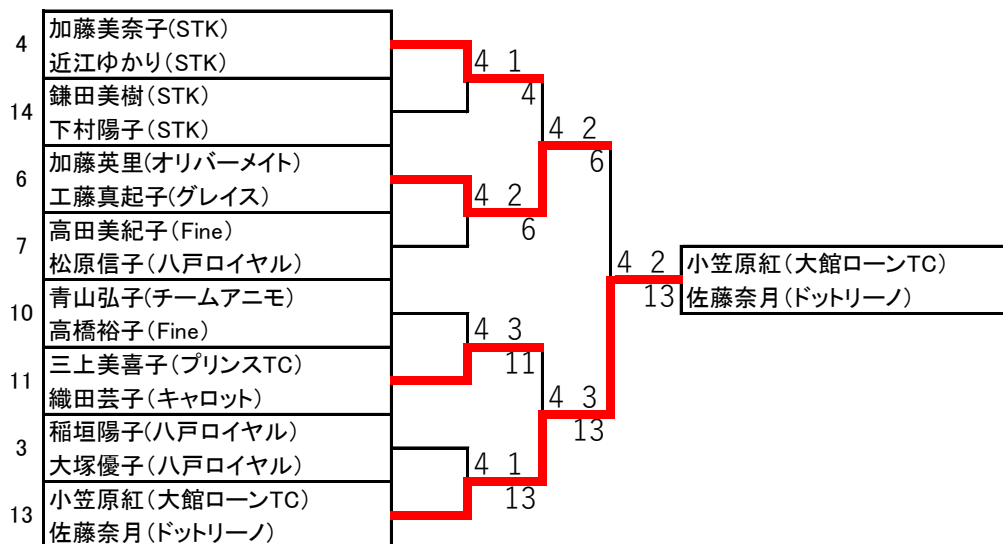 4
加藤美奈子(STK)
近江ゆかり(STK)
14
鎌田美樹(STK)
下村陽子(STK)
6
加藤英里(オリバーメイト)
工藤真起子(グレイス)
7
高田美紀子(Fine)
松原信子(八戸ロイヤル)
10
青山弘子(チームアニモ)
高橋裕子(Fine)
11
三上美喜子(プリンスTC)
織田芸子(キャロット)
3
稲垣陽子(八戸ロイヤル)
大塚優子(八戸ロイヤル)
13
小笠原紅(大館ローンTC)
佐藤奈月(ドットリーノ)
4 1
4
4 2
6
4 3
11
4 1
13
4 2
6
4 3
13
4 2
13
小笠原紅(大館ローンTC)
佐藤奈月(ドットリーノ)